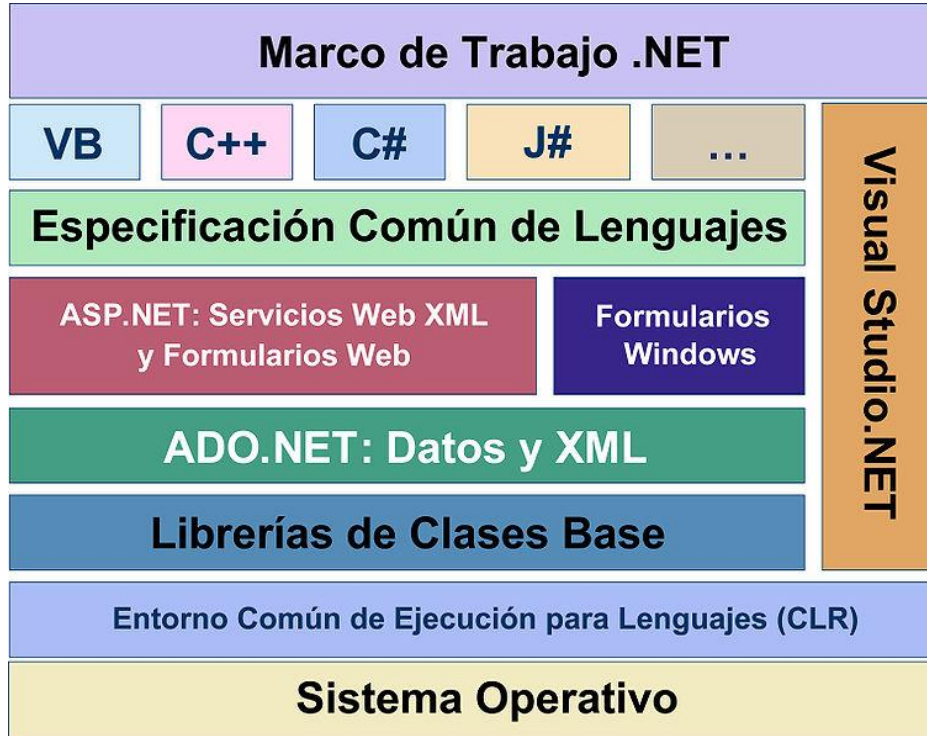 Marco de Trabajo .NET
VB
C++
C#
J#
...
Visual Studio.NET
Especificación Común de Lenguajes
ASP.NET: Servicios Web XML
y Formularios Web
Formularios
Windows
ADO.NET: Datos y XML
Librerías de Clases Base
Entorno Común de Ejecución para Lenguajes (CLR)
Sistema Operativo